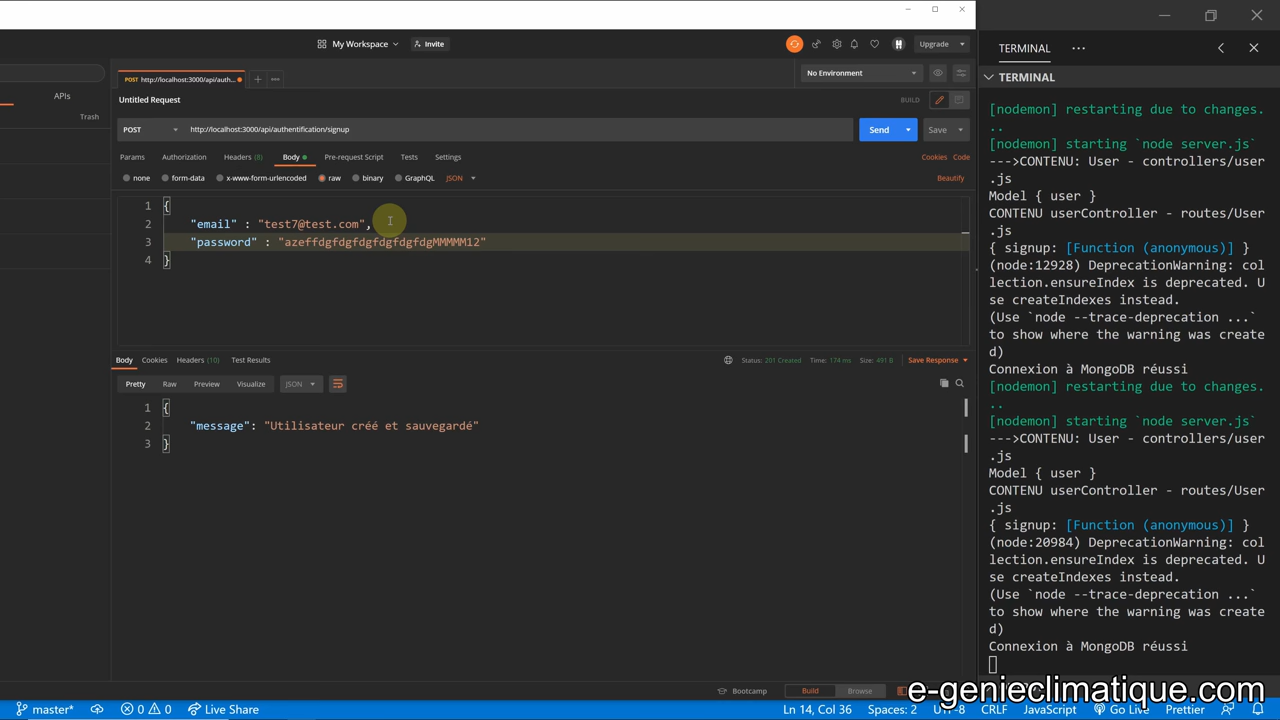 My Workspace
Invite
Upgrade
TERMINAL
APIs
POST http://localhost:3000/api/auth...
No Environment
TERMINAL
Untitled Request
BUILD
Trash
POST
http://localhost:3000/api/authentification/signup
Send
Save
Params
Authorization
Headers (8)
Body
Pre-request Script
Tests
Settings
Cookies
Code
none
form-data
x-www-form-urlencoded
raw
binary
GraphQL
JSON
Beautify
1 {
2 "email" : "test7@test.com",
3 "password" : "azeffdgfdgfdgfdgfdgfdgMMMMM12"
4 }
Body
Cookies
Headers (10)
Test Results
Status: 201 Created
Time: 174 ms
Size: 491 B
Save Response
Pretty
Raw
Preview
Visualize
JSON
1 {
2 "message": "Utilisateur créé et sauvegardé"
3 }
[nodemon] restarting due to changes.
..
[nodemon] starting `node server.js`
--->CONTENU: User - controllers/user
.js
Model { user }
CONTENU userController - routes/User
.js
{ signup: [Function (anonymous)] }
(node:12928) DeprecationWarning: col
lection.ensureIndex is deprecated. U
se createIndexes instead.
(Use `node --trace-deprecation ...`
to show where the warning was create
d)
Connexion à MongoDB réussi
[nodemon] restarting due to changes.
..
[nodemon] starting `node server.js`
--->CONTENU: User - controllers/user
.js
Model { user }
CONTENU userController - routes/User
.js
{ signup: [Function (anonymous)] }
(node:20984) DeprecationWarning: col
lection.ensureIndex is deprecated. U
se createIndexes instead.
(Use `node --trace-deprecation ...`
to show where the warning was create
d)
Connexion à MongoDB réussi
Bootcamp
Build
Browse
e-genieclimatique.com
master*
0
0
Live Share
Ln 14, Col 36
Spaces: 2
UTF-8
CRLF
JavaScript
Go Live
Prettier